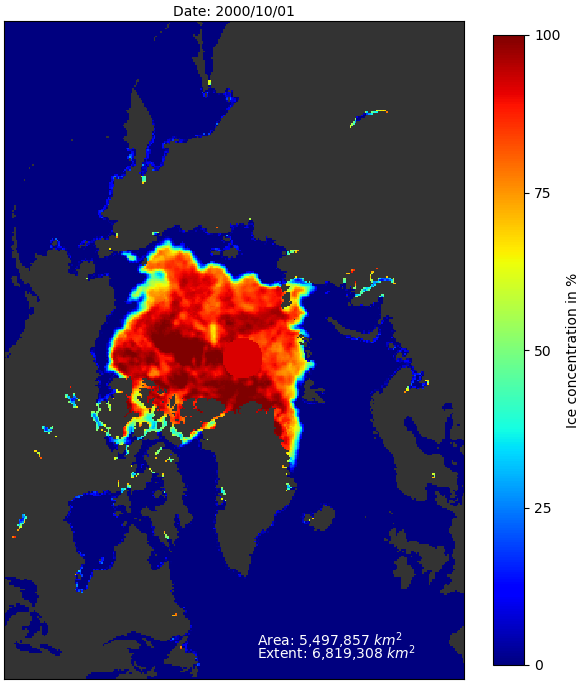 Date: 2000/10/01
100
75
50
25
0
Ice concentration in %
Area: 5,497,857 km²
Extent: 6,819,308 km²